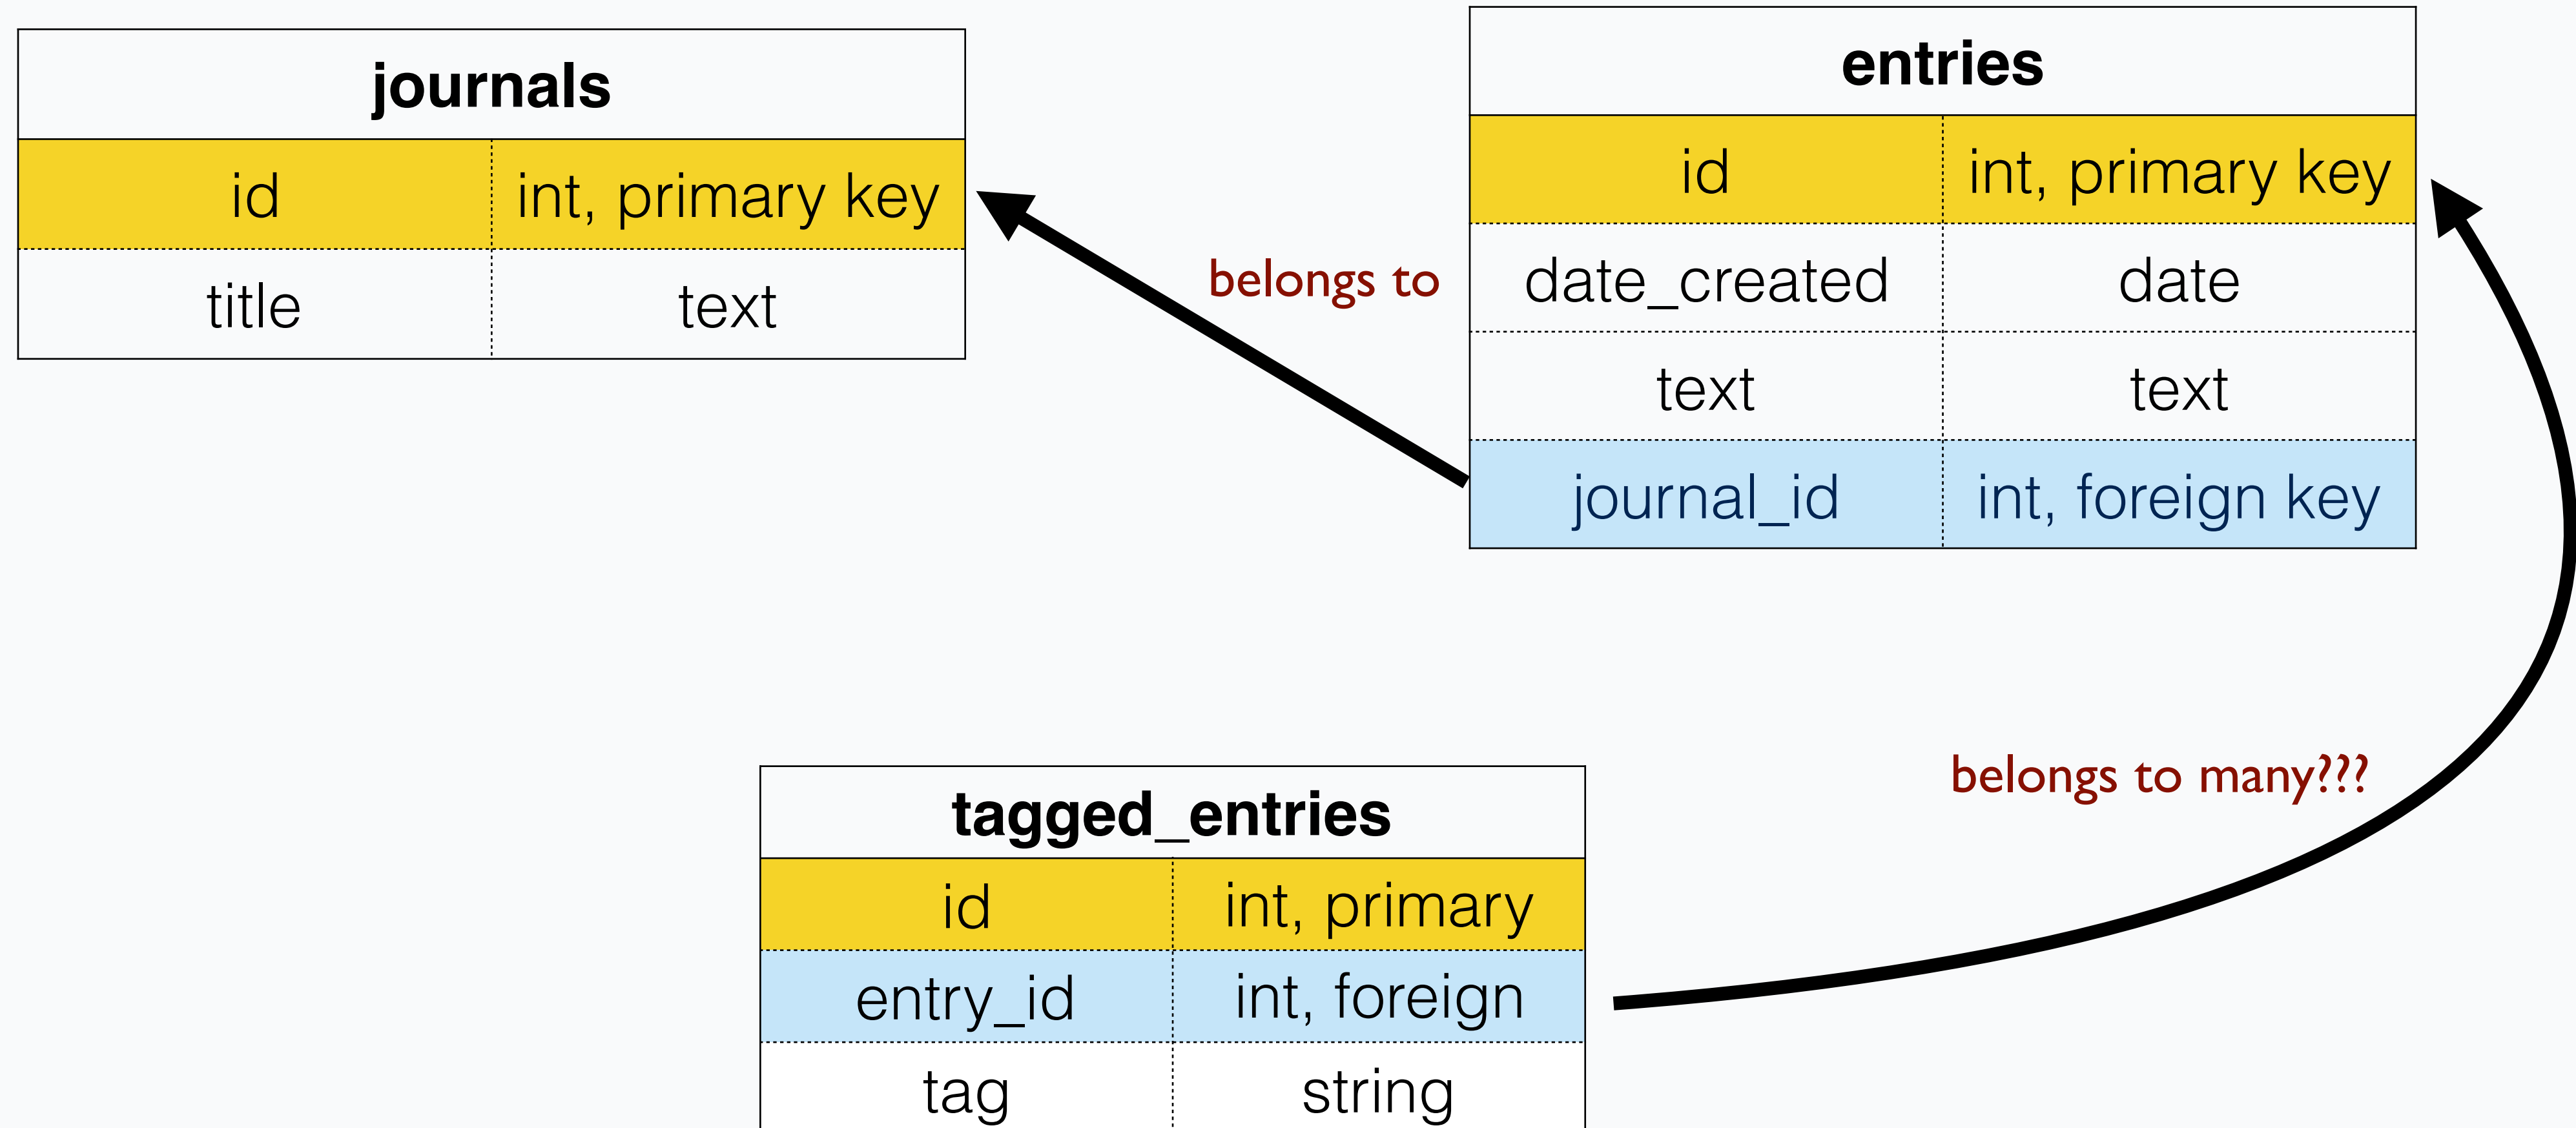 journals
id int, primary key
title text
entries
id int, primary key
date_created date
text text
journal_id int, foreign key
belongs to
belongs to many???
tagged_entries
id int, primary
entry_id int, foreign
tag string